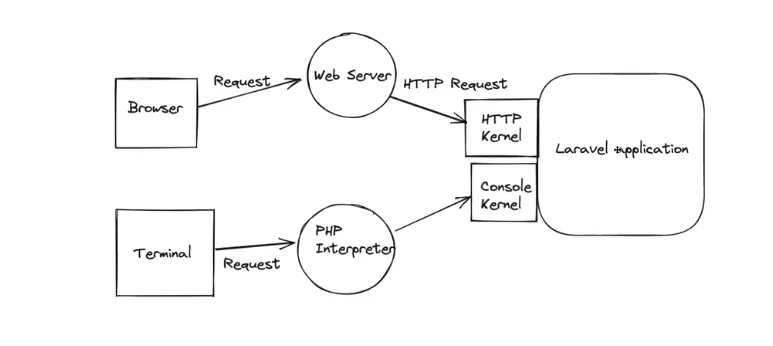 Request
Web Server
HTTP Request
Browser
HTTP
Kernel
Laravel Application
Console
Kernel
PHP
Interpreter
Terminal
Request